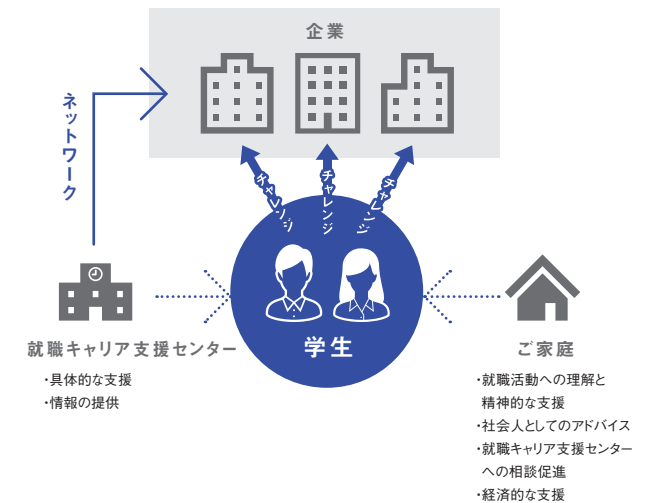 企業
ネットワーク
チャレンジ
チャレンジ
チャレンジ
学生
就職キャリア支援センター
・具体的な支援
・情報の提供
ご家庭
・就職活動への理解と
精神的な支援
・社会人としてのアドバイス
・就職キャリア支援センター
への相談促進
・経済的な支援